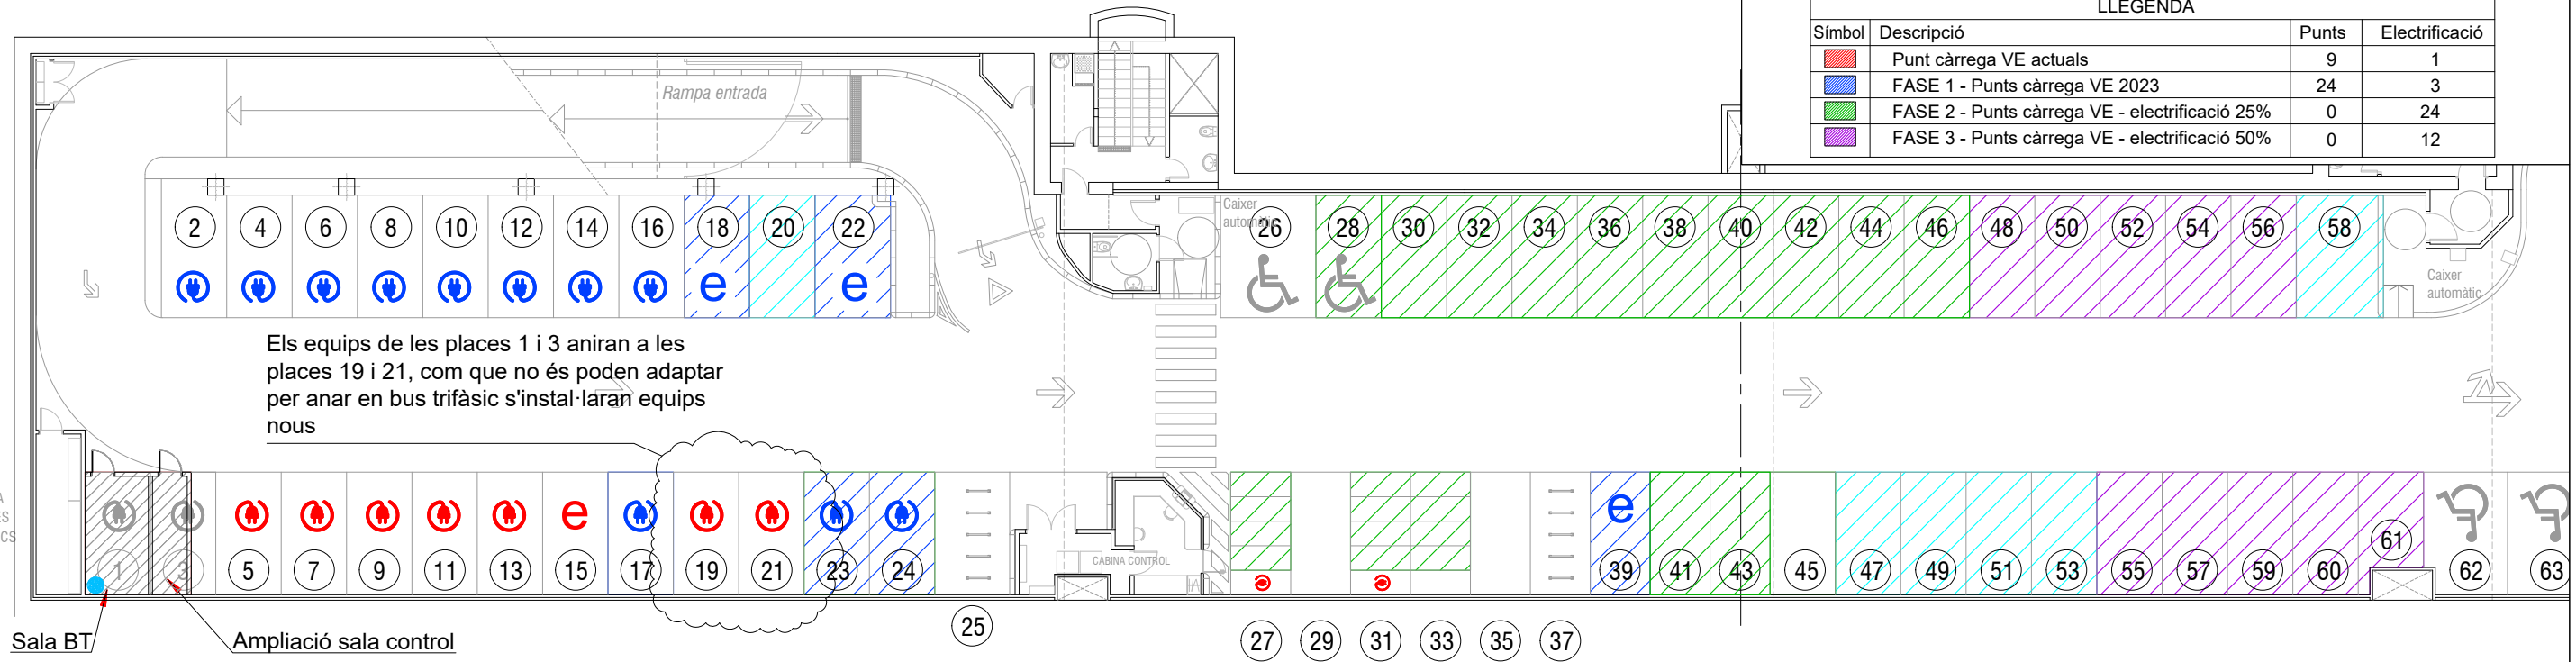 LLEGENDA
Símbol Descripció Punts Electrificació
Punt càrrega VE actuals 9 1
FASE 1 - Punts càrrega VE 2023 24 3
FASE 2 - Punts càrrega VE - electrificació 25% 0 24
FASE 3 - Punts càrrega VE - electrificació 50% 0 12
Rampa entrada
Caixer
automàtic
2 4 6 8 10 12 14 16 18 20 22 26 28 30 32 34 36 38 40 42 44 46 48 50 52 54 56 58
e e
Caixer
automàtic
Els equips de les places 1 i 3 aniran a les
places 19 i 21, com que no és poden adaptar
per anar en bus trifàsic s'instal·laran equips
nous
e e
CABINA CONTROL
1 3 5 7 9 11 13 15 17 19 21 23 24 39 41 43 45 47 49 51 53 55 57 59 60 61 62 63
25 27 29 31 33 35 37
Sala BT
Ampliació sala control